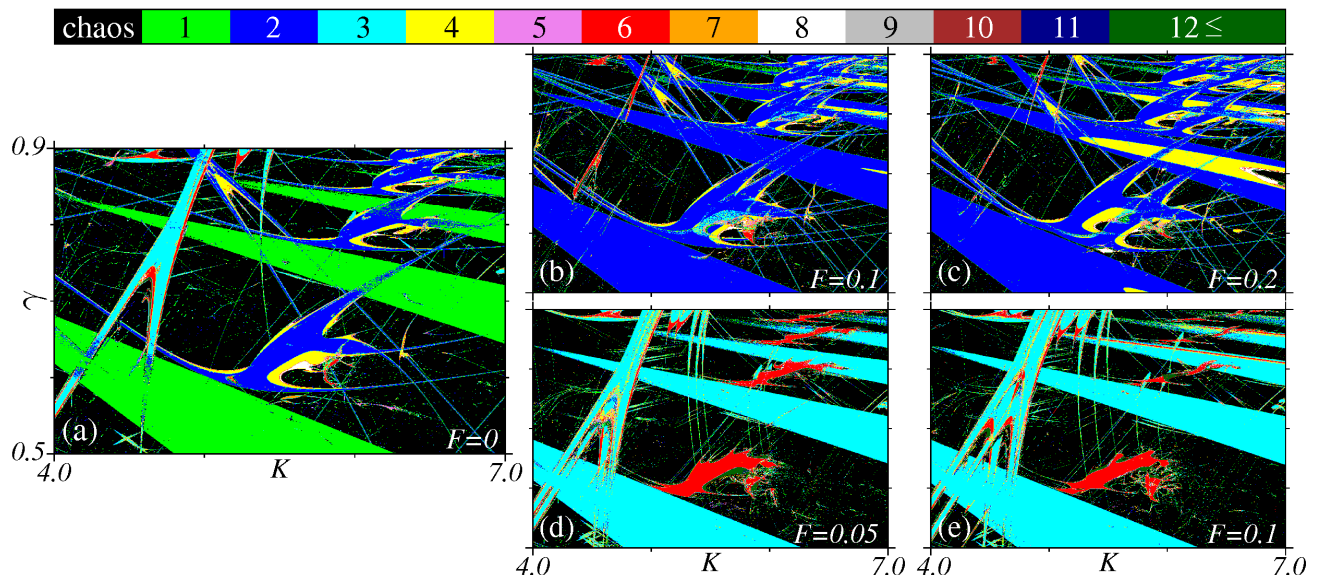 chaos 1 2 3 4 5 6 7 8 9 10 11 12 ≤
0.9
γ
0.5
(a) F=0
4.0 K 7.0
(b) F=0.1
(c) F=0.2
(d) F=0.05
4.0 K 7.0
(e) F=0.1
4.0 K 7.0